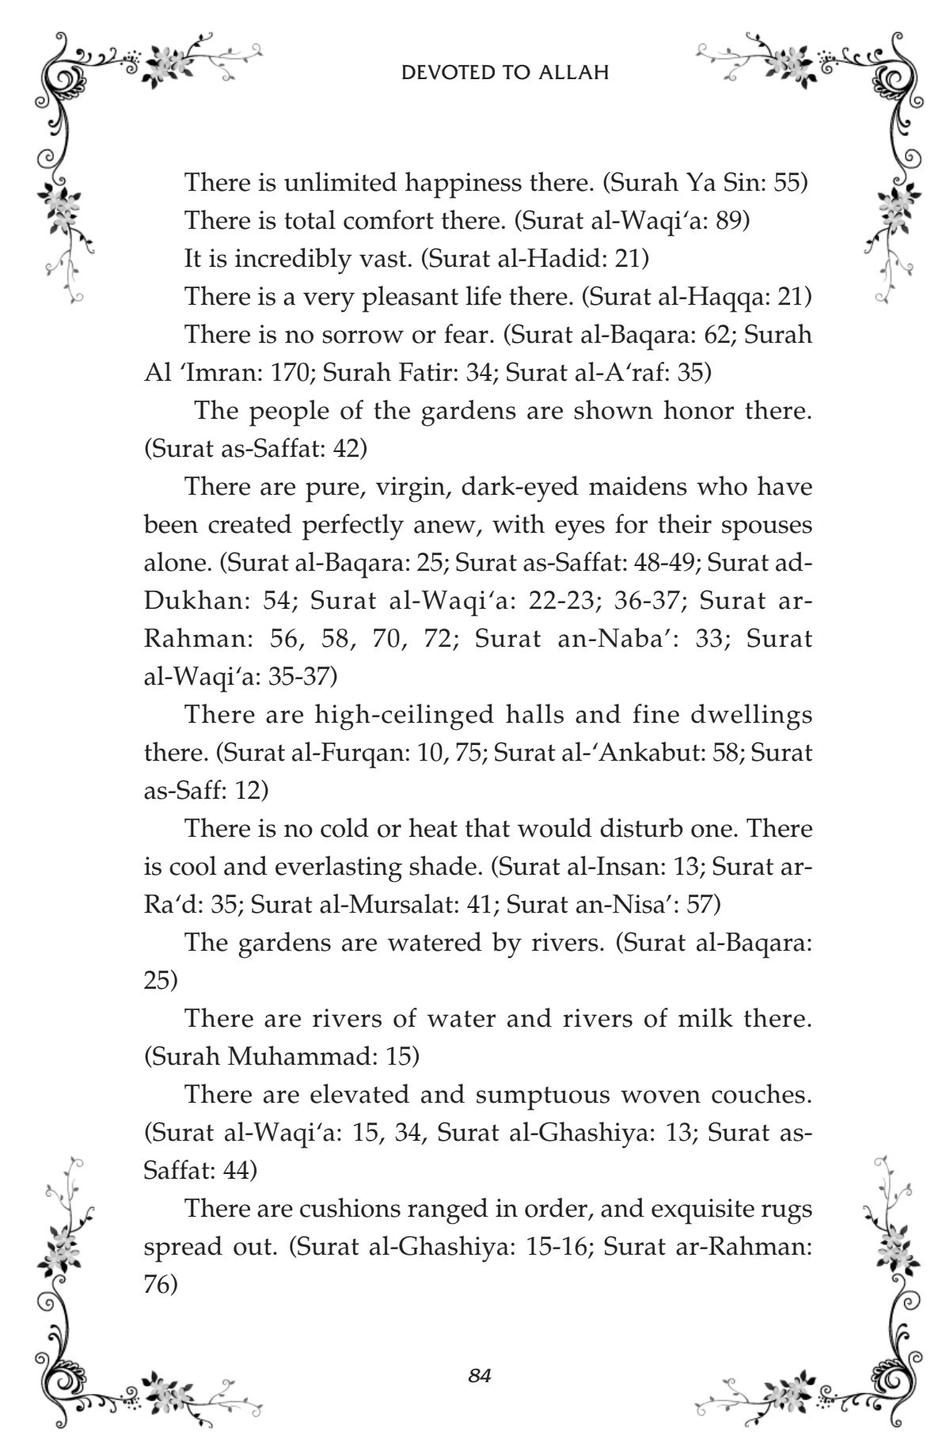 DEVOTED TO ALLAH
There is unlimited happiness there. (Surah Ya Sin: 55)
There is total comfort there. (Surat al-Waqi‘a: 89)
It is incredibly vast. (Surat al-Hadid: 21)
There is a very pleasant life there. (Surat al-Haqqa: 21)
There is no sorrow or fear. (Surat al-Baqara: 62; Surah
Al ‘Imran: 170; Surah Fatir: 34; Surat al-A‘raf: 35)
The people of the gardens are shown honor there.
(Surat as-Saffat: 42)
There are pure, virgin, dark-eyed maidens who have
been created perfectly anew, with eyes for their spouses
alone. (Surat al-Baqara: 25; Surat as-Saffat: 48-49; Surat ad-
Dukhan: 54; Surat al-Waqi‘a: 22-23; 36-37; Surat ar-
Rahman: 56, 58, 70, 72; Surat an-Naba’: 33; Surat
al-Waqi‘a: 35-37)
There are high-ceilinged halls and fine dwellings
there. (Surat al-Furqan: 10, 75; Surat al-‘Ankabut: 58; Surat
as-Saff: 12)
There is no cold or heat that would disturb one. There
is cool and everlasting shade. (Surat al-Insan: 13; Surat ar-
Ra‘d: 35; Surat al-Mursalat: 41; Surat an-Nisa’: 57)
The gardens are watered by rivers. (Surat al-Baqara:
25)
There are rivers of water and rivers of milk there.
(Surah Muhammad: 15)
There are elevated and sumptuous woven couches.
(Surat al-Waqi‘a: 15, 34, Surat al-Ghashiya: 13; Surat as-
Saffat: 44)
There are cushions ranged in order, and exquisite rugs
spread out. (Surat al-Ghashiya: 15-16; Surat ar-Rahman:
76)
84